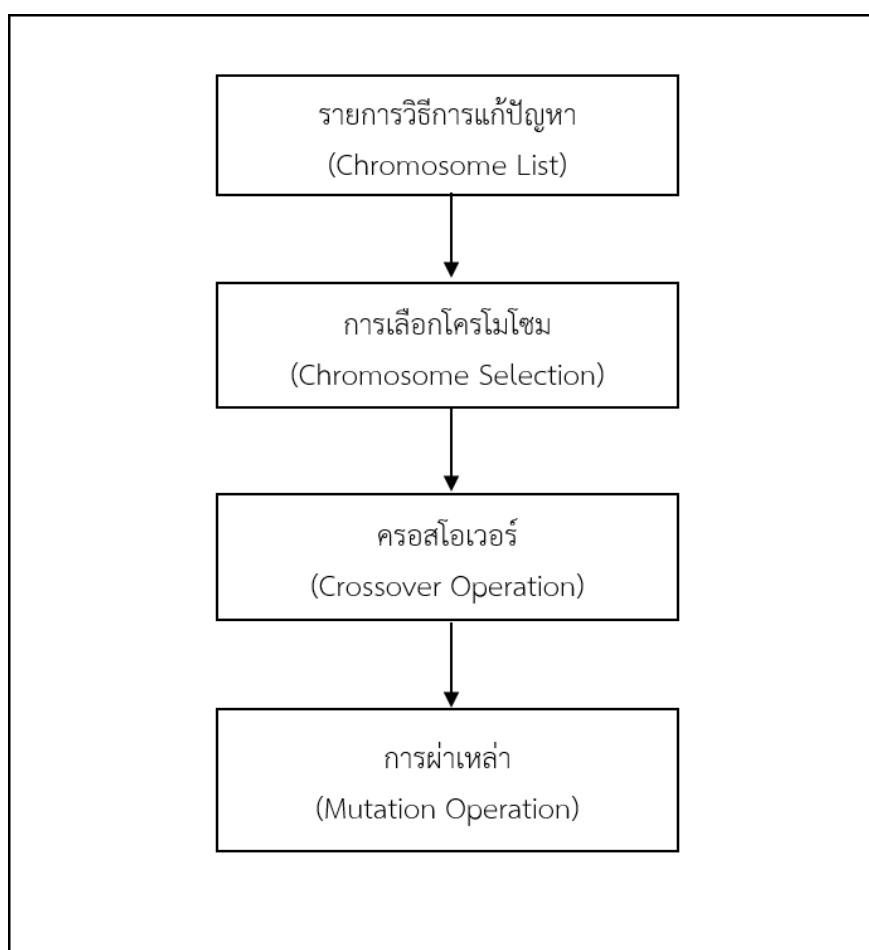 รายการวิธีการแก้ปัญหา
(Chromosome List)
การเลือกโครโมโซม
(Chromosome Selection)
ครอสโอเวอร์
(Crossover Operation)
การผ่าเหล่า
(Mutation Operation)